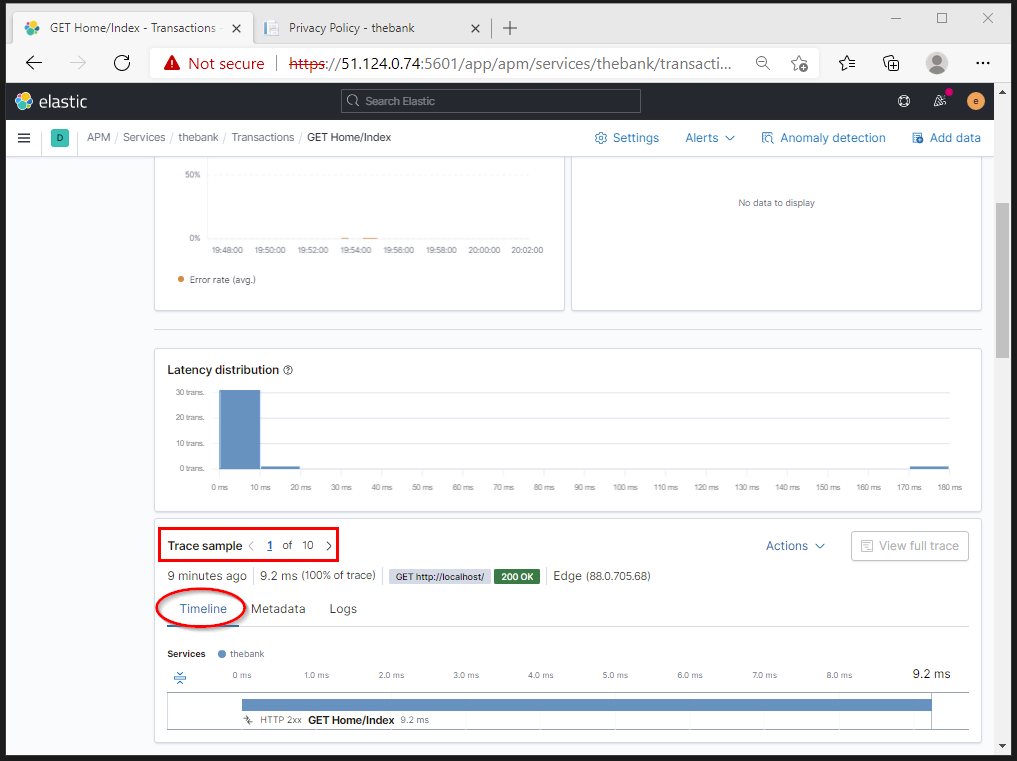 GET Home/Index - Transactions
Privacy Policy - thebank
Not secure
https://51.124.0.74:5601/app/apm/services/thebank/transacti...
elastic
Search Elastic
e
D
APM / Services / thebank / Transactions / GET Home/Index
Settings
Alerts
Anomaly detection
Add data
50%
0%
19:48:00 19:50:00 19:52:00 19:54:00 19:56:00 19:58:00 20:00:00 20:02:00
Error rate (avg.)
No data to display
Latency distribution
30 trans.
20 trans.
10 trans.
0 trans.
0 ms 10 ms 20 ms 30 ms 40 ms 50 ms 60 ms 70 ms 80 ms 90 ms 100 ms 110 ms 120 ms 130 ms 140 ms 150 ms 160 ms 170 ms 180 ms
Trace sample < 1 of 10 >
Actions
View full trace
9 minutes ago 9.2 ms (100% of trace) GET http://localhost/ 200 OK Edge (88.0.705.68)
Timeline Metadata Logs
Services thebank
0 ms 1.0 ms 2.0 ms 3.0 ms 4.0 ms 5.0 ms 6.0 ms 7.0 ms 8.0 ms 9.2 ms
HTTP 2xx GET Home/Index 9.2 ms